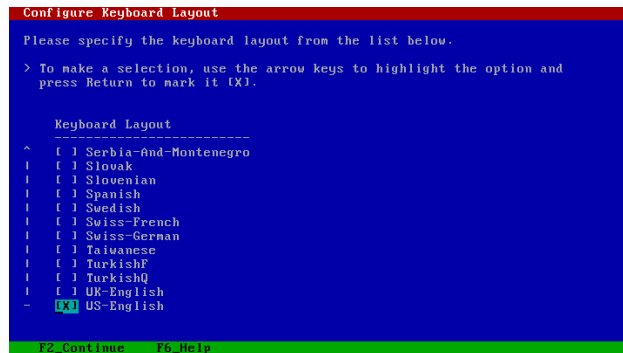 Configure Keyboard Layout
Please specify the keyboard layout from the list below.
> To make a selection, use the arrow keys to highlight the option and
press Return to mark it [X].
Keyboard Layout
-------------------------
^ [ ] Serbia-And-Montenegro
| [ ] Slovak
| [ ] Slovenian
| [ ] Spanish
| [ ] Swedish
| [ ] Swiss-French
| [ ] Swiss-German
| [ ] Taiwanese
| [ ] TurkishF
| [ ] TurkishQ
| [ ] UK-English
- [X] US-English
F2_Continue F6_Help